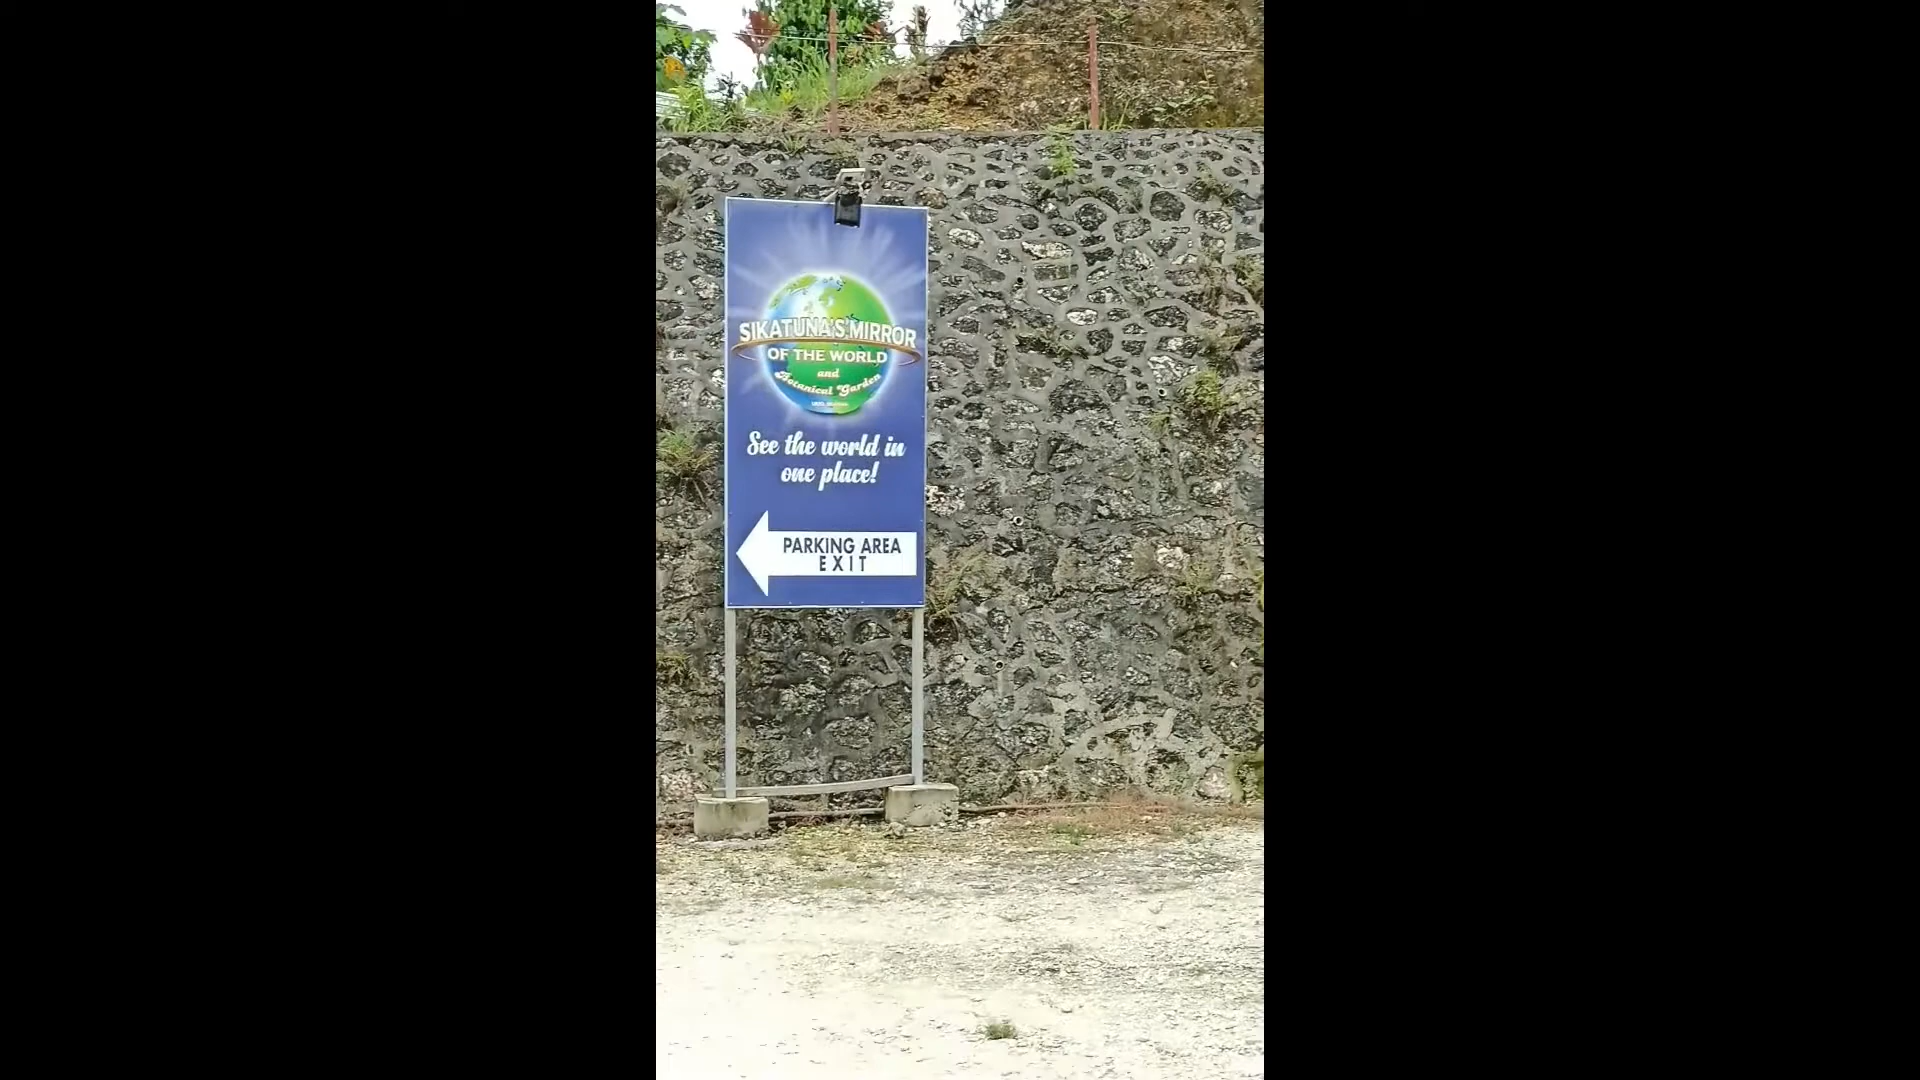 SIKATUNA'S MIRROR
OF THE WORLD
and
Botanical Garden
See the world in
one place!
PARKING AREA
EXIT